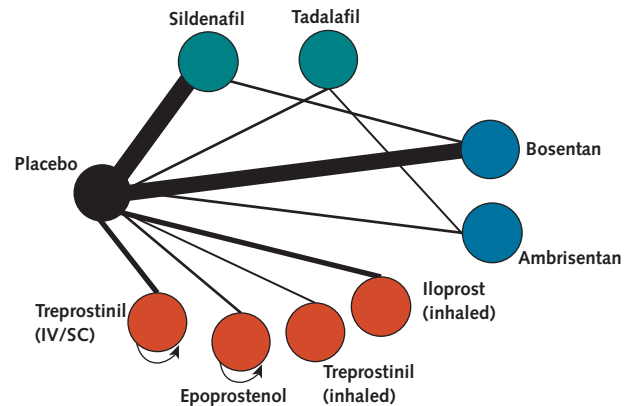 Sildenafil
Tadalafil
Placebo
Bosentan
Ambrisentan
Iloprost
(inhaled)
Treprostinil
(IV/SC)
Treprostinil
(inhaled)
Epoprostenol